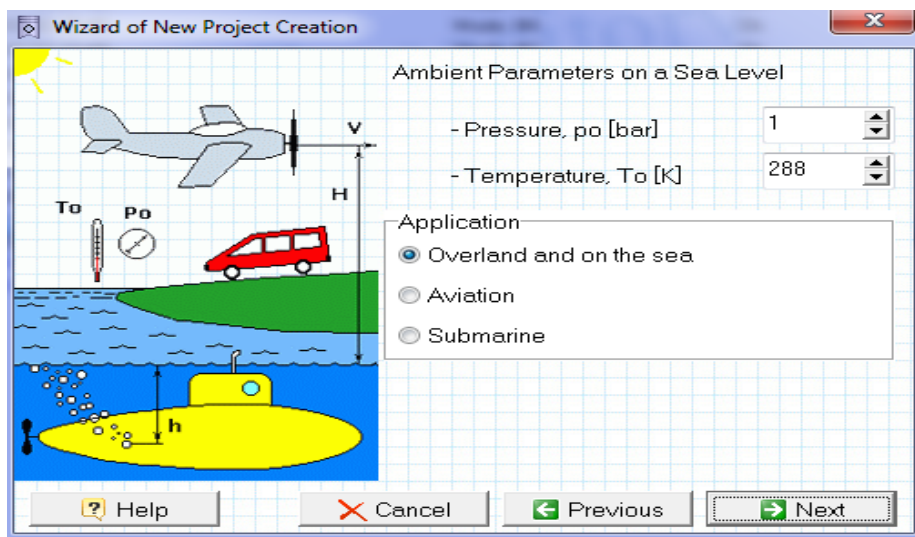 Wizard of New Project Creation
Ambient Parameters on a Sea Level
- Pressure, po [bar]
1
- Temperature, To [K]
288
V
H
To
Po
Application
Overland and on the sea
Aviation
Submarine
h
Help
Cancel
Previous
Next